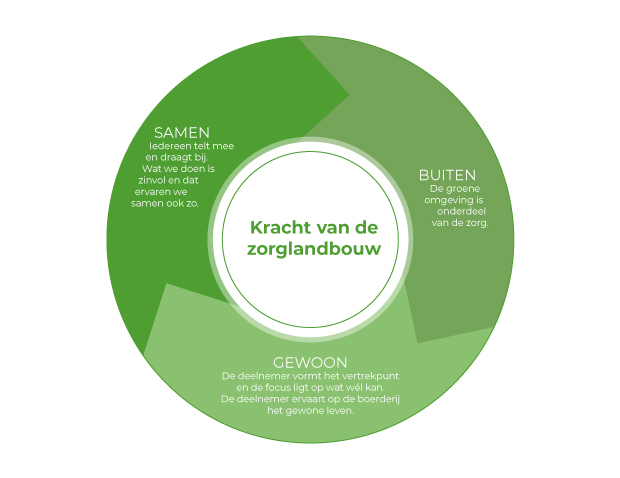 SAMEN
Iedereen telt mee
en draagt bij.
Wat we doen is
zinvol en dat
ervaren we
samen ook zo.
BUITEN
De groene
omgeving is
onderdeel
van de zorg.
Kracht van de
zorglandbouw
GEWOON
De deelnemer vormt het vertrekpunt
en de focus ligt op wat wél kan.
De deelnemer ervaart op de boerderij
het gewone leven.